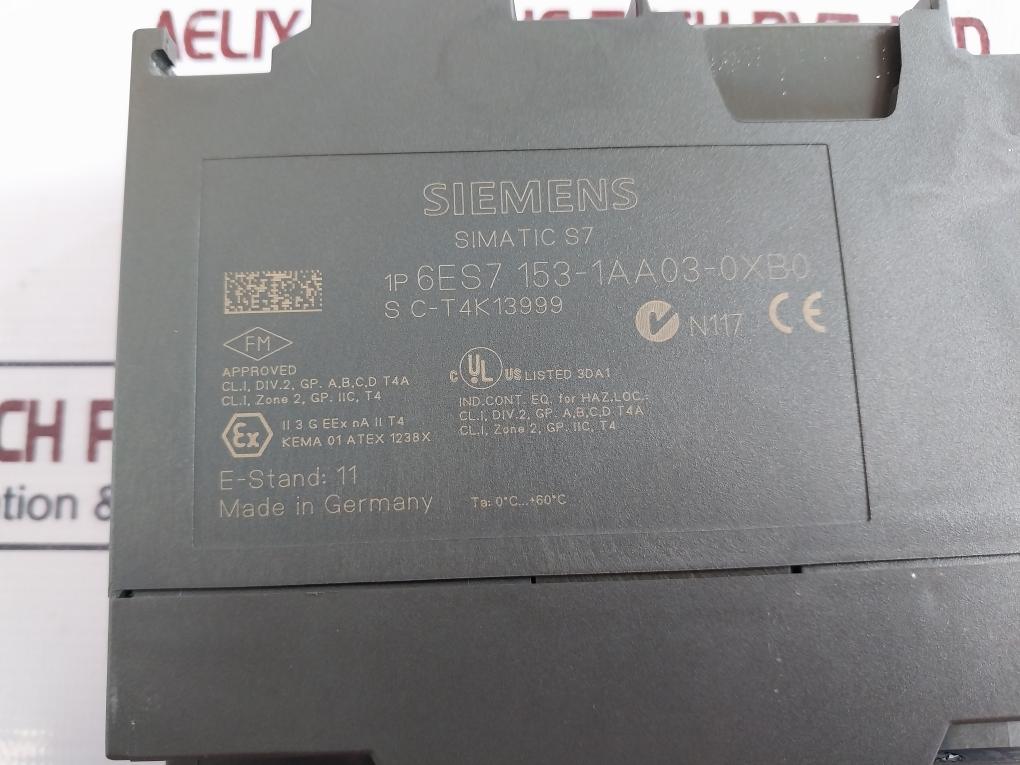 SIEMENS
SIMATIC S7
1P 6ES7 153-1AA03-0XB0
S C-T4K13999
N117 CE
FM
APPROVED
CL.I, DIV.2, GP. A,B,C,D T4A
CL.I, Zone 2, GP. IIC, T4
C UL US LISTED 3DA1
IND.CONT. EQ. for HAZ.LOC.:
CL.I, DIV.2, GP. A,B,C,D T4A
CL.I, Zone 2, GP. IIC, T4
Ex II 3 G EEx nA II T4
KEMA 01 ATEX 1238X
E-Stand: 11
Made in Germany
Ta: 0°C...+60°C